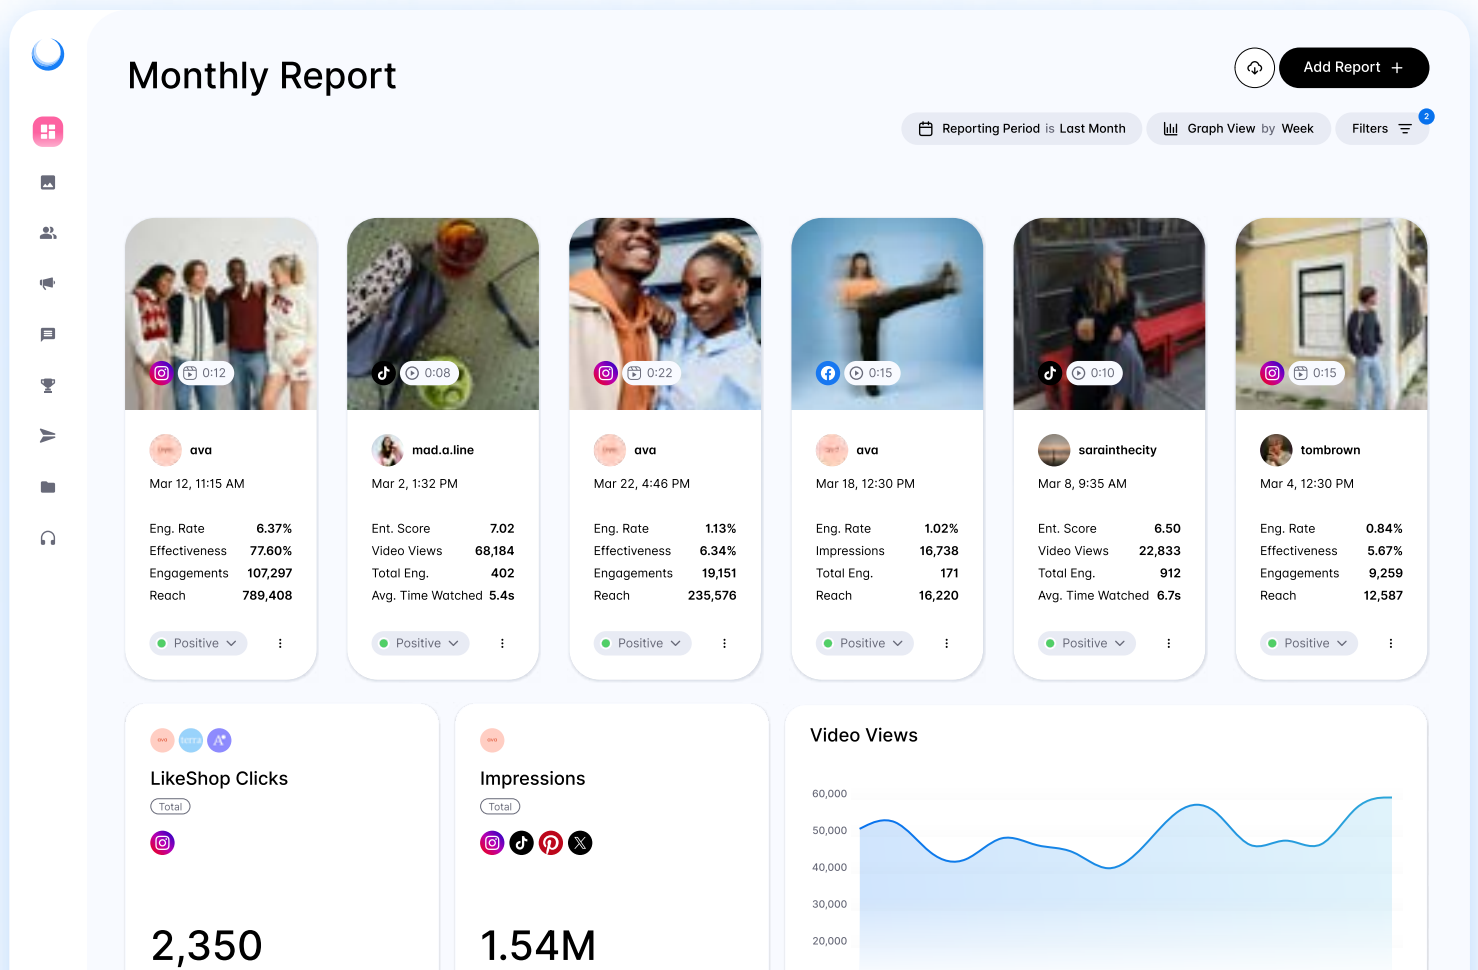 Monthly Report
Add Report
Reporting Period is Last Month
Graph View by Week
Filters
2
0:12
0:08
0:22
0:15
0:10
0:15
ava
Mar 12, 11:15 AM
Eng. Rate 6.37%
Effectiveness 77.60%
Engagements 107,297
Reach 789,408
Positive
mad.a.line
Mar 2, 1:32 PM
Ent. Score 7.02
Video Views 68,184
Total Eng. 402
Avg. Time Watched 5.4s
Positive
ava
Mar 22, 4:46 PM
Eng. Rate 1.13%
Effectiveness 6.34%
Engagements 19,151
Reach 235,576
Positive
ava
Mar 18, 12:30 PM
Eng. Rate 1.02%
Impressions 16,738
Total Eng. 171
Reach 16,220
Positive
sarainthecity
Mar 8, 9:35 AM
Ent. Score 6.50
Video Views 22,833
Total Eng. 912
Avg. Time Watched 6.7s
Positive
tombrown
Mar 4, 12:30 PM
Eng. Rate 0.84%
Effectiveness 5.67%
Engagements 9,259
Reach 12,587
Positive
ava terra A
LikeShop Clicks
Total
2,350
ava
Impressions
Total
1.54M
Video Views
60,000
50,000
40,000
30,000
20,000